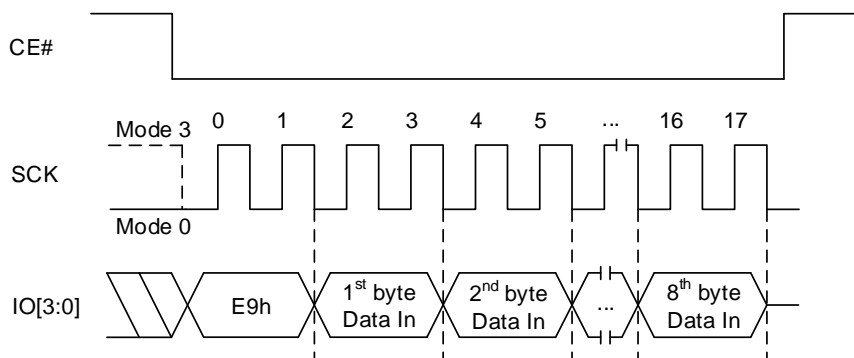 CE#
Mode 3
0 1 2 3 4 5 ... 16 17
SCK
Mode 0
IO[3:0]
E9h
1st byte
Data In
2nd byte
Data In
...
8th byte
Data In